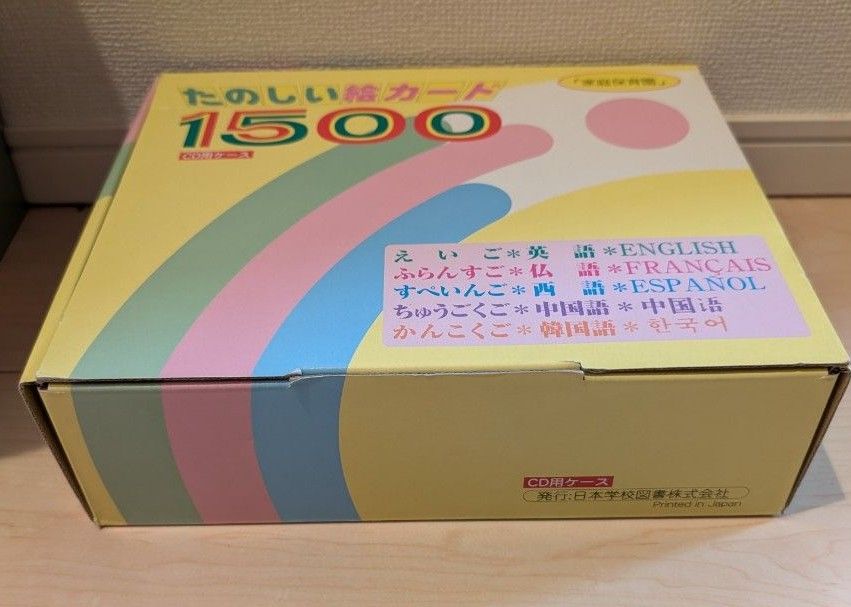 たのしい絵カード
1500
CD用ケース
「家庭保育園」
えいご*英語*ENGLISH
ふらんすご*仏語*FRANÇAIS
すぺいんご*西語*ESPAÑOL
ちゅうごくご*中国語*中国语
かんこくご*韓国語*한국어
CD用ケース
発行:日本学校図書株式会社
Printed in Japan